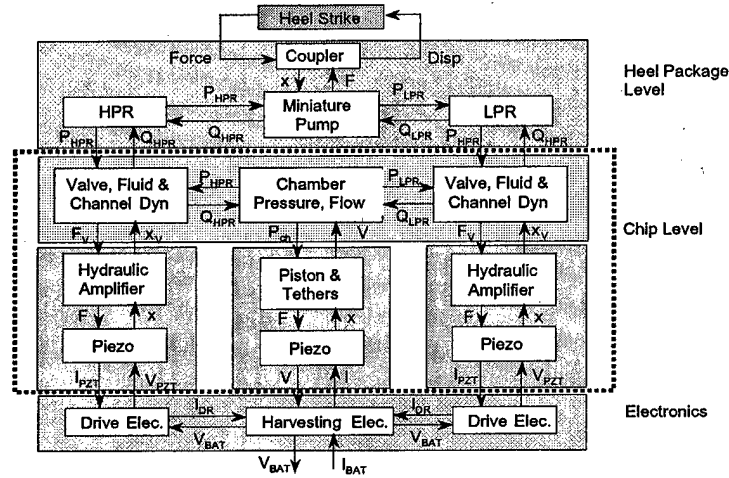 Heel Strike
Force
Coupler
Disp
Heel Package
Level
x F
HPR
P_HPR
Miniature
Pump
P_LPR
LPR
Q_HPR
Q_LPR
P_HPR Q_HPR
P_HPR Q_HPR
Valve, Fluid &
Channel Dyn
P_HPR
Chamber
Pressure, Flow
P_LPR
Valve, Fluid &
Channel Dyn
Q_HPR
Q_LPR
Chip Level
F_V x_V
P_ch V
F_V x_V
Hydraulic
Amplifier
Piston &
Tethers
Hydraulic
Amplifier
F x
F x
F x
Piezo
Piezo
Piezo
I_PZT V_PZT
V I
I_PZT V_PZT
Drive Elec.
I_DR
Harvesting Elec.
I_DR
Drive Elec.
Electronics
V_BAT
V_BAT
V_BAT I_BAT